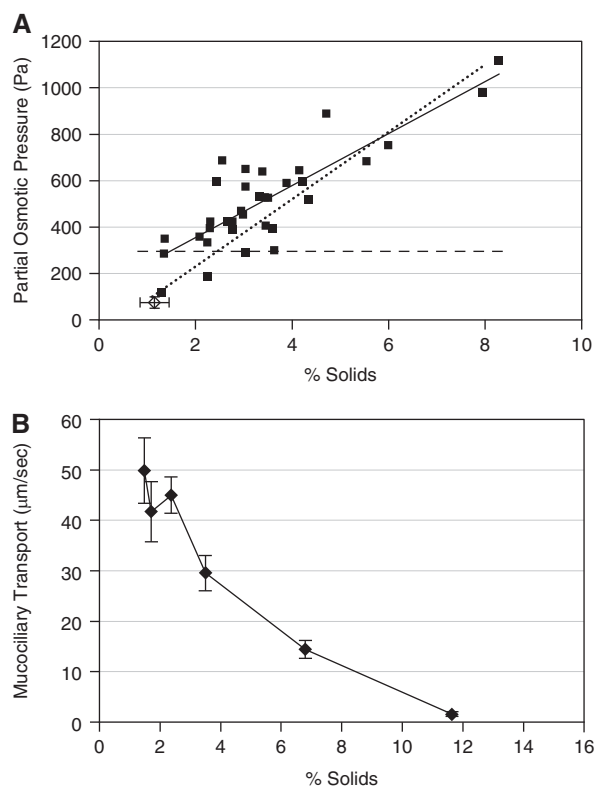 A
Partial Osmotic Pressure (Pa)
1200
1000
800
600
400
200
0
0 2 4 6 8 10
% Solids
B
Mucociliary Transport (μm/sec)
60
50
40
30
20
10
0
0 2 4 6 8 10 12 14 16
% Solids